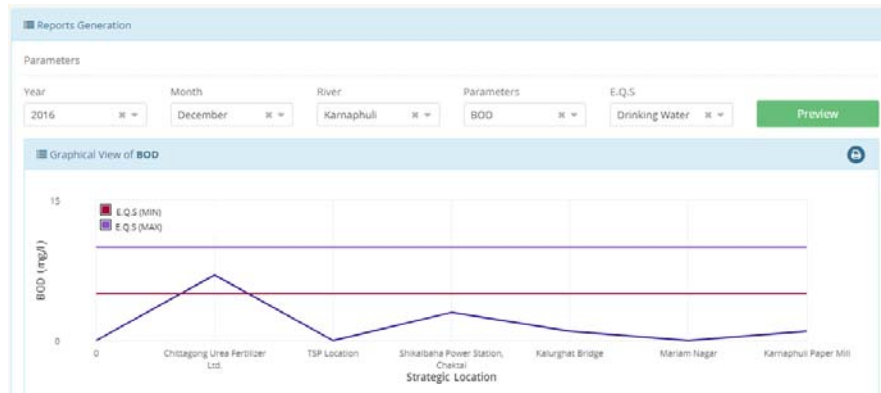 Reports Generation
Parameters
Year Month River Parameters E.Q.S
2016 December Karnaphuli BOD Drinking Water Preview
Graphical View of BOD
15
E.Q.S (MIN)
E.Q.S (MAX)
BOD (mg/l)
0
0 Chittagong Urea Fertilizer TSP Location Shikalbaha Power Station, Kalurghat Bridge Mariam Nagar Karnaphuli Paper Mill
Ltd. Chaktai
Strategic Location